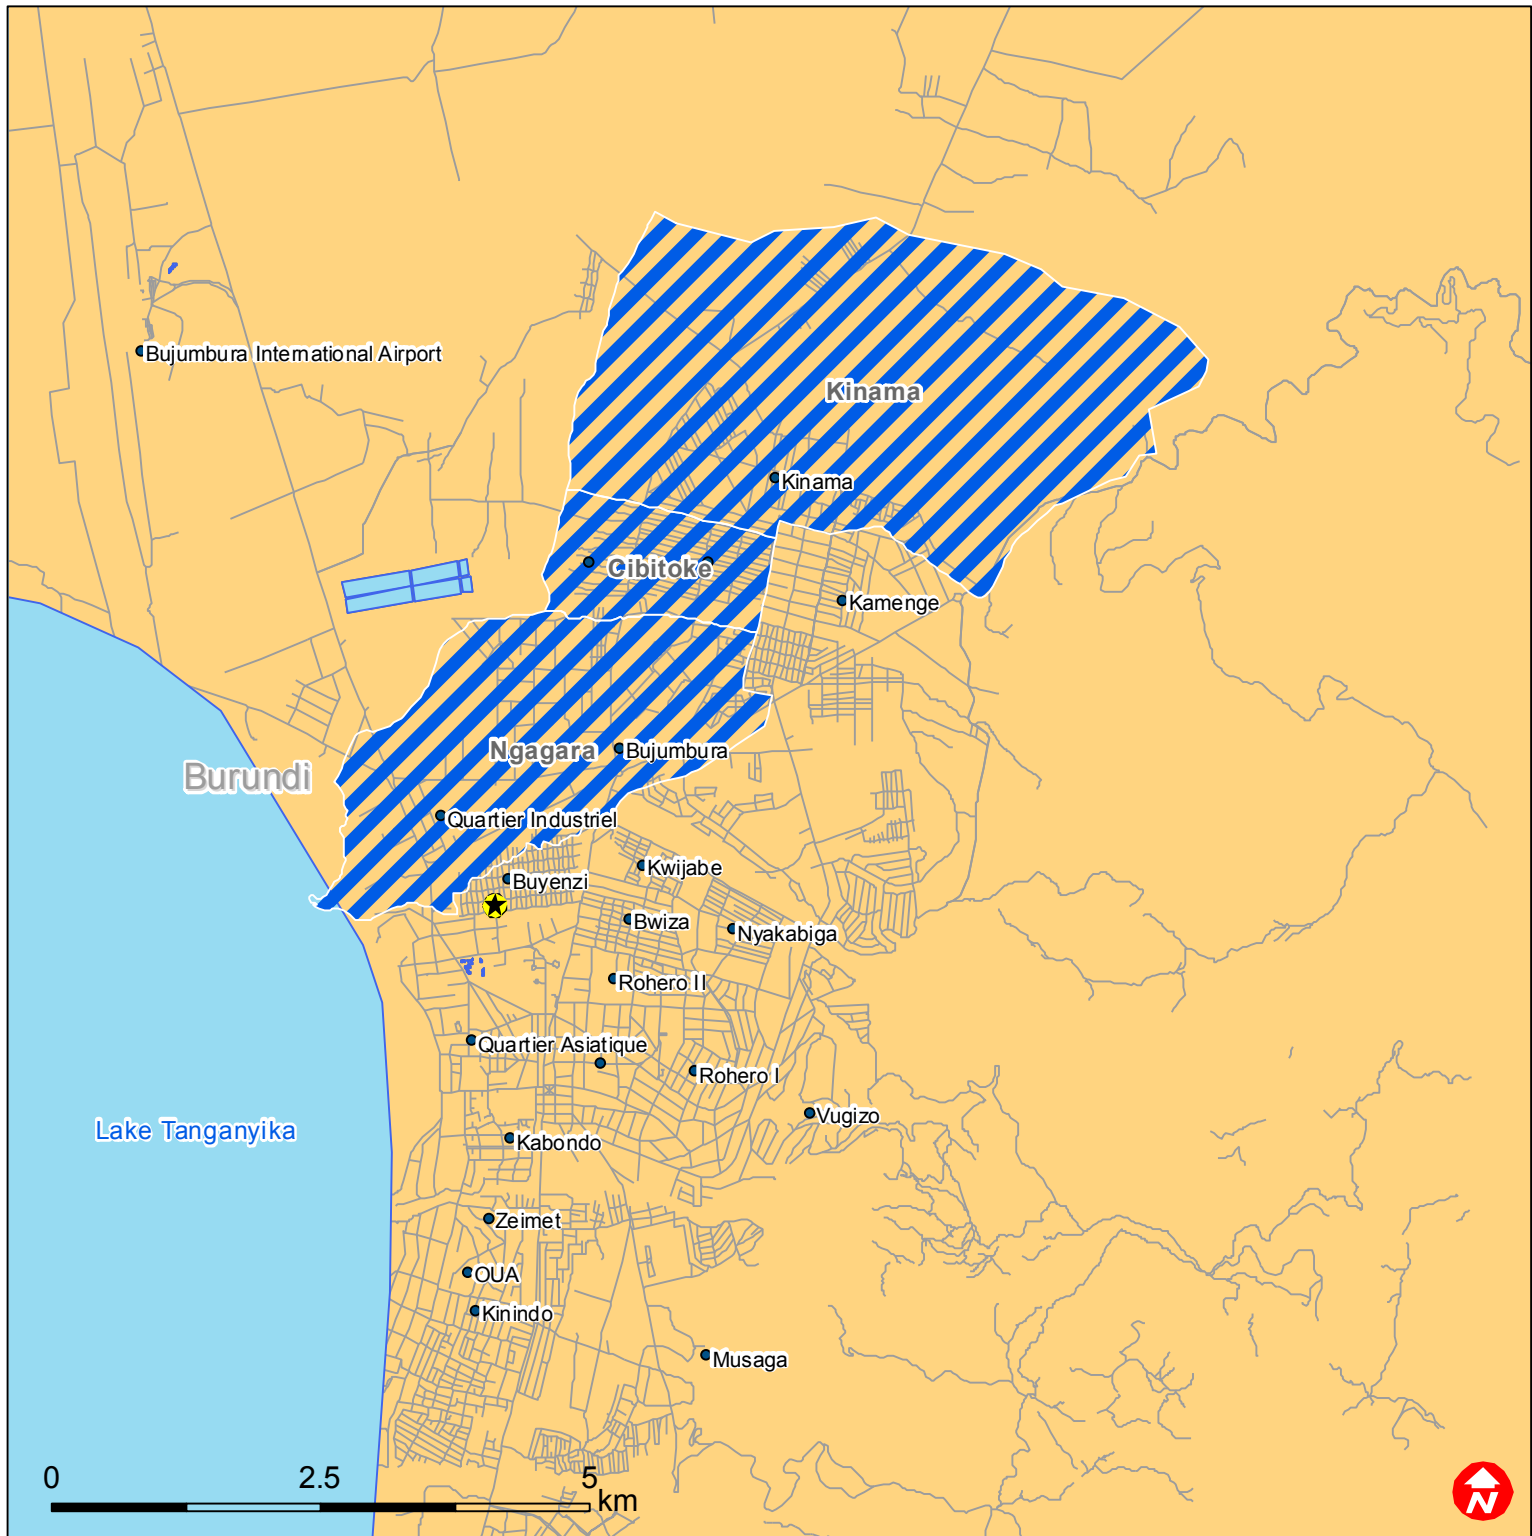 Bujumbura International Airport
Kinama
Kinama
Cibitoke
Kamenge
Ngagara
Bujumbura
Burundi
Quartier Industriel
Kwijabe
Buyenzi
Bwiza
Nyakabiga
Rohero II
Quartier Asiatique
Rohero I
Vugizo
Lake Tanganyika
Kabondo
Zeimet
OUA
Kinindo
Musaga
0 2.5 5
km
N